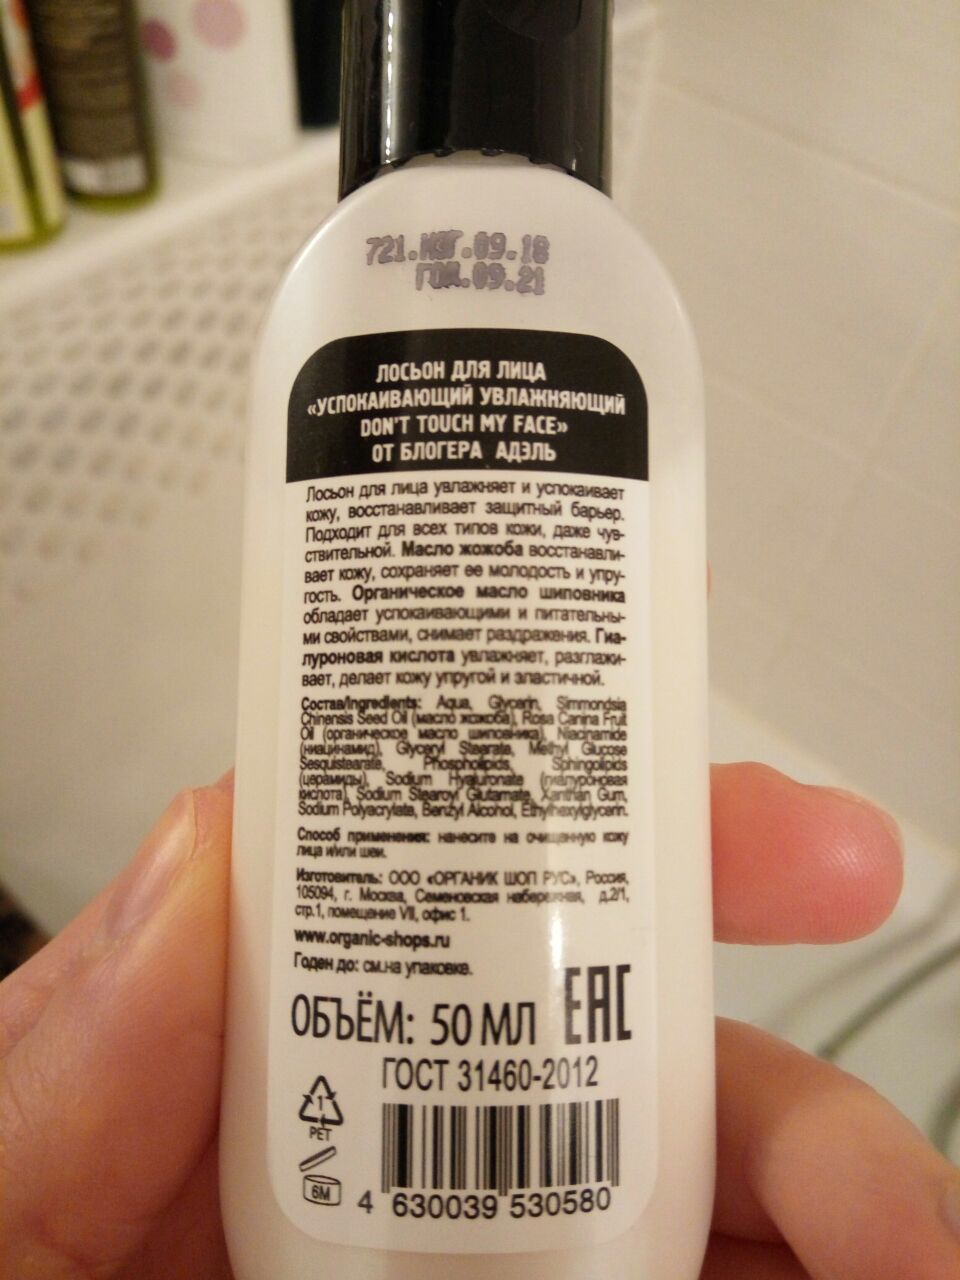 721.ИЗГ.09.18
ГОД.09.21
ЛОСЬОН ДЛЯ ЛИЦА
«УСПОКАИВАЮЩИЙ УВЛАЖНЯЮЩИЙ
DON'T TOUCH MY FACE»
ОТ БЛОГЕРА АДЭЛЬ
Лосьон для лица увлажняет и успокаивает
кожу, восстанавливает защитный барьер.
Подходит для всех типов кожи, даже чув-
ствительной. Масло жожоба восстанавли-
вает кожу, сохраняет ее молодость и упру-
гость. Органическое масло шиповника
обладает успокаивающими и питательны-
ми свойствами, снимает раздражения. Гиа-
луроновая кислота увлажняет, разглажи-
вает, делает кожу упругой и эластичной.
Состав/Ingredients: Aqua, Glycerin, Simmondsia
Chinensis Seed Oil (масло жожоба), Rosa Canina Fruit
Oil (органическое масло шиповника), Niacinamide
(ниацинамид), Glyceryl Stearate, Methyl Glucose
Sesquistearate, Phospholipids, Sphingolipids
(церамиды), Sodium Hyaluronate (гиалуроновая
кислота), Sodium Stearoyl Glutamate, Xanthan Gum,
Sodium Polyacrylate, Benzyl Alcohol, Ethylhexylglycerin.
Способ применения: нанесите на очищенную кожу
лица и/или шеи.
Изготовитель: ООО «ОРГАНИК ШОП РУС», Россия,
105094, г. Москва, Семеновская набережная, д.2/1,
стр.1, помещение VII, офис 1.
www.organic-shops.ru
Годен до: см.на упаковке.
ОБЪЁМ: 50 МЛ EAC
ГОСТ 31460-2012
1
PET
6M
4 630039 530580